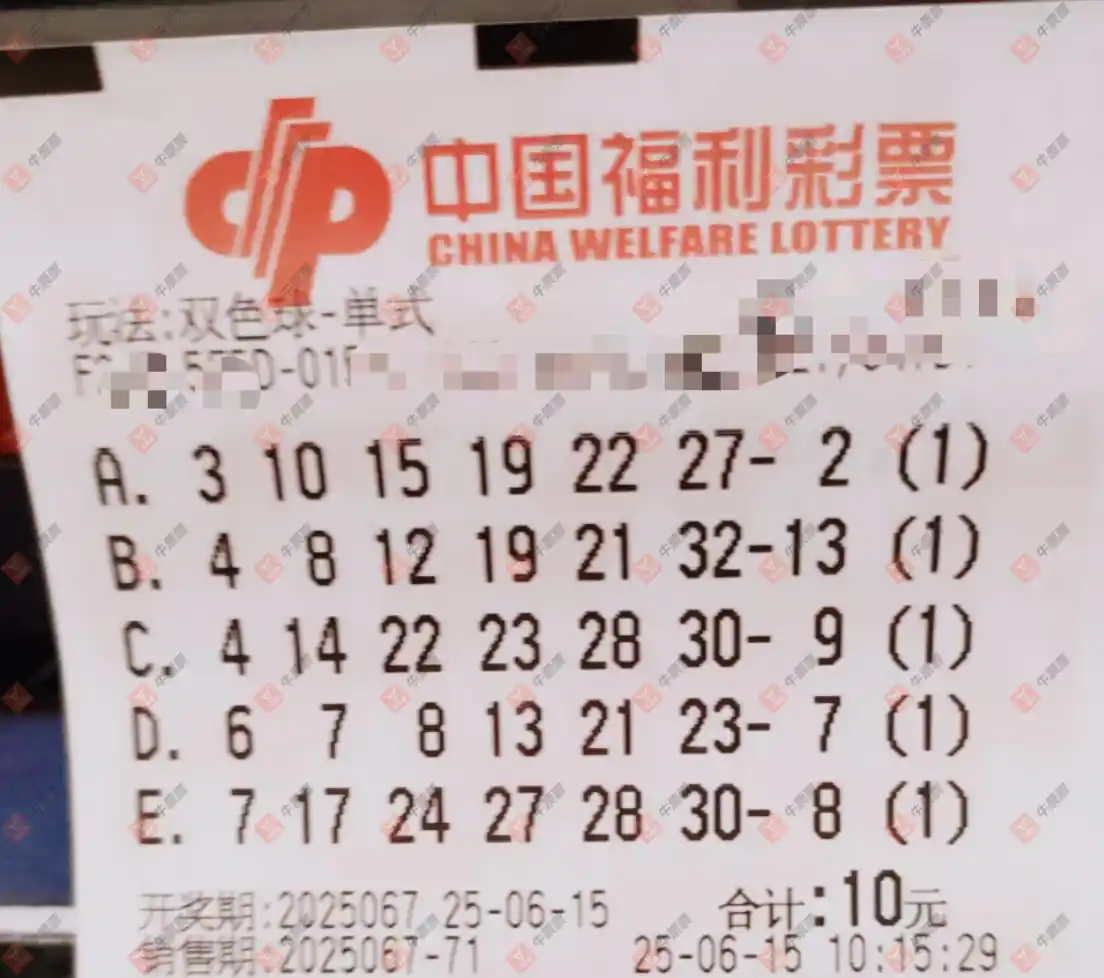 中国福利彩票
CHINA WELFARE LOTTERY
玩法:双色球-单式
A. 3 10 15 19 22 27- 2 (1)
B. 4 8 12 19 21 32-13 (1)
C. 4 14 22 23 28 30- 9 (1)
D. 6 7 8 13 21 23- 7 (1)
E. 7 17 24 27 28 30- 8 (1)
开奖期:2025067 25-06-15 合计:10元
销售期:2025067-71 25-06-15 10:15:29